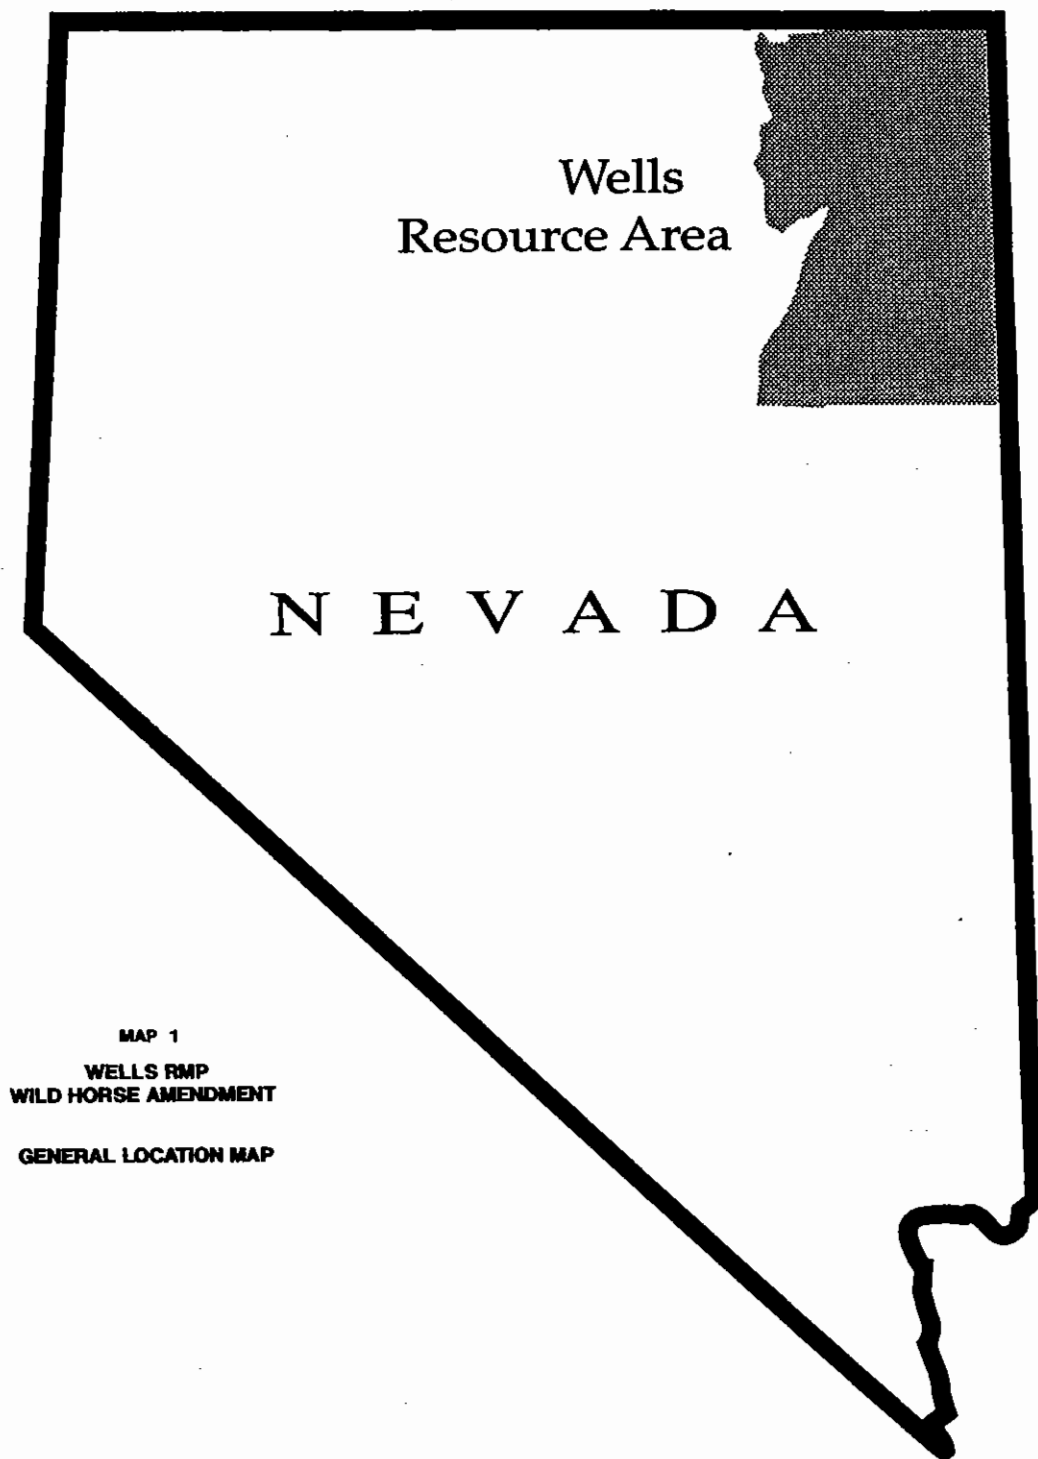 Wells
Resource Area
NEVADA
MAP 1
WELLS RMP
WILD HORSE AMENDMENT
GENERAL LOCATION MAP